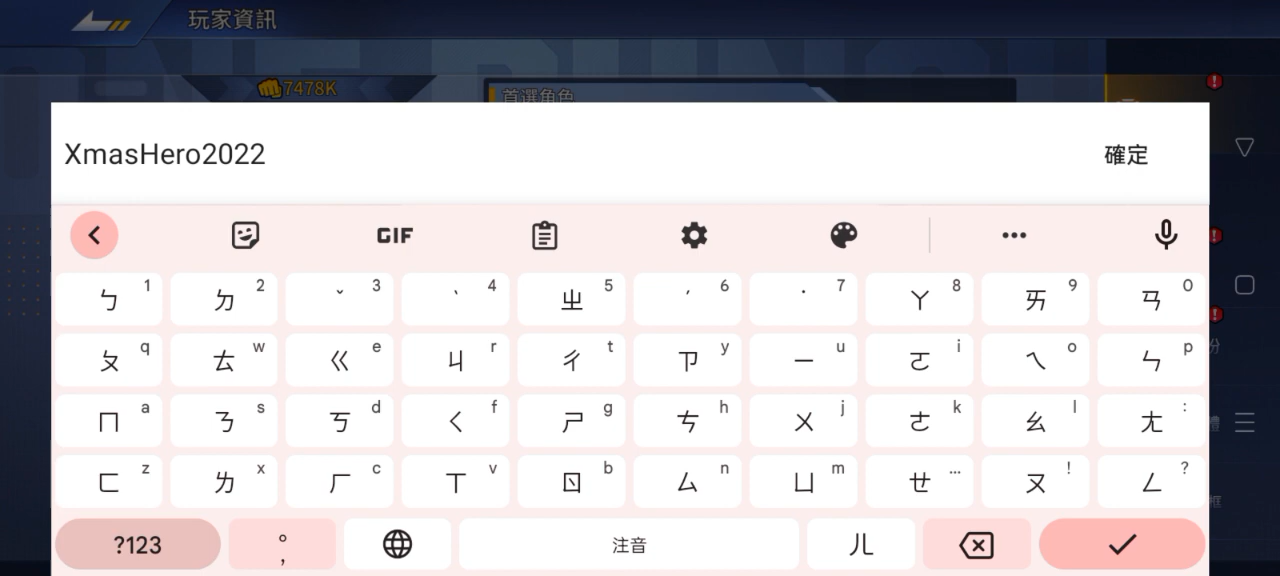 玩家資訊
7478K
首選角色
XmasHero2022
確定
GIF
ㄅ 1 ㄉ 2 ˇ 3 ˋ 4 ㄓ 5 ˊ 6 ˙ 7 ㄚ 8 ㄞ 9 ㄢ 0
ㄆ q ㄊ w ㄍ e ㄐ r ㄔ t ㄗ y ㄧ u ㄛ i ㄟ o ㄣ p
ㄇ a ㄋ s ㄎ d ㄑ f ㄕ g ㄘ h ㄨ j ㄜ k ㄠ l ㄤ :
ㄈ z ㄌ x ㄏ c ㄒ v ㄖ b ㄙ n ㄩ m ㄝ … ㄡ ! ㄥ ?
?123 ° , 注音 ㄦ